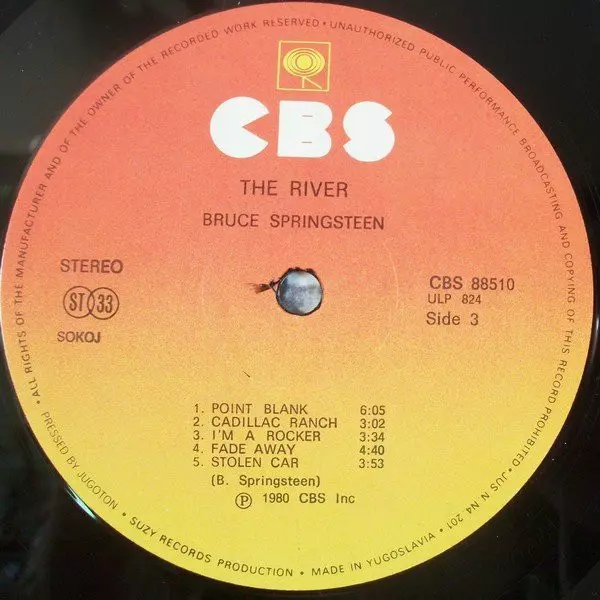 • ALL RIGHTS OF THE MANUFACTURER AND OF THE OWNER OF THE RECORDED WORK RESERVED • UNAUTHORIZED PUBLIC PERFORMANCE BROADCASTING AND COPYING OF THIS RECORD PROHIBITED • JUS N N4 201 •
CBS
THE RIVER
BRUCE SPRINGSTEEN
STEREO
ST 33
SOKOJ
CBS 88510
ULP 824
Side 3
1. POINT BLANK 6:05
2. CADILLAC RANCH 3:02
3. I'M A ROCKER 3:34
4. FADE AWAY 4:40
5. STOLEN CAR 3:53
(B. Springsteen)
Ⓟ 1980 CBS Inc
PRESSED BY JUGOTON • SUZY RECORDS PRODUCTION • MADE IN YUGOSLAVIA •